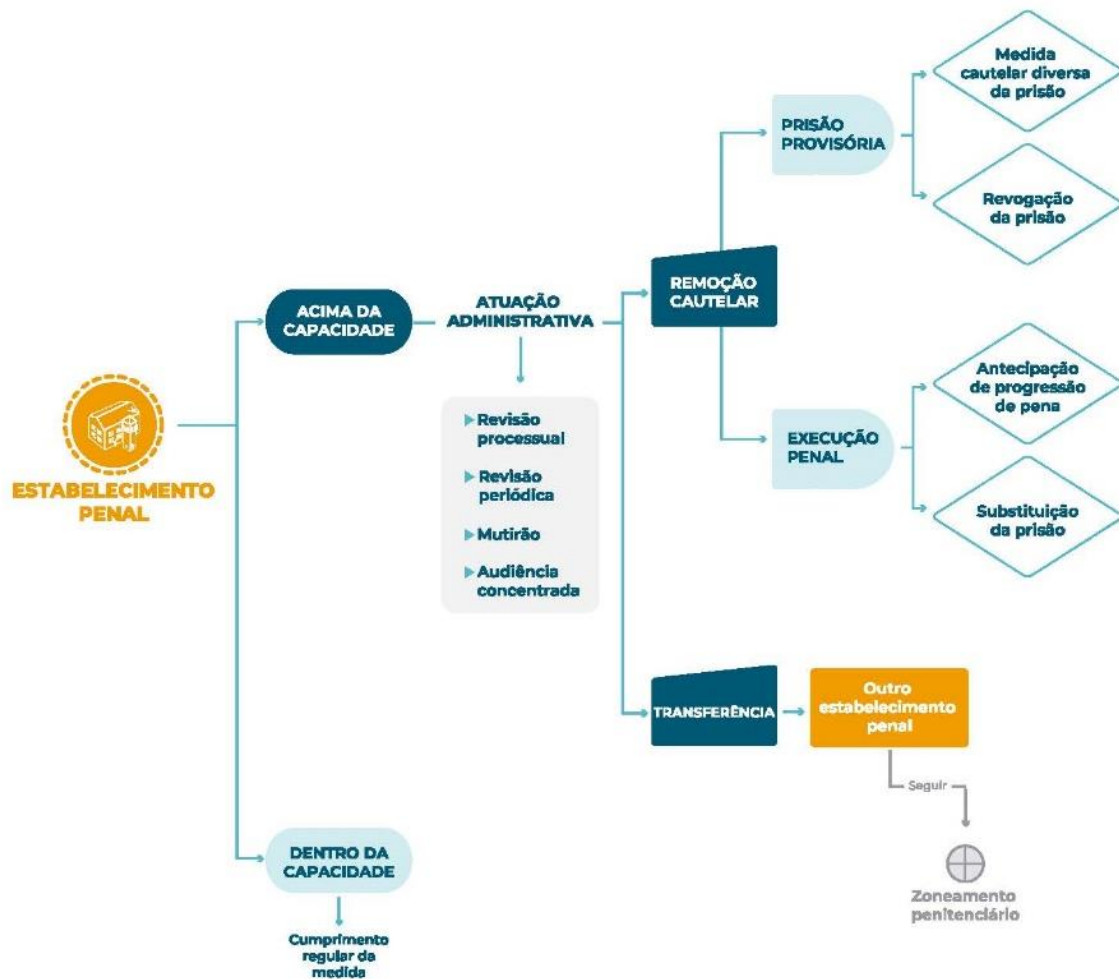 ESTABELECIMENTO
PENAL
ACIMA DA
CAPACIDADE
ATUAÇÃO
ADMINISTRATIVA
Revisão
processual
Revisão
periódica
Mutirão
Audiência
concentrada
REMOÇÃO
CAUTELAR
PRISÃO
PROVISÓRIA
Medida
cautelar diversa
da prisão
Revogação
da prisão
EXECUÇÃO
PENAL
Antecipação
de progressão
de pena
Substituição
da prisão
TRANSFERÊNCIA
Outro
estabelecimento
penal
Seguir
Zoneamento
penitenciário
DENTRO DA
CAPACIDADE
Cumprimento
regular da
medida